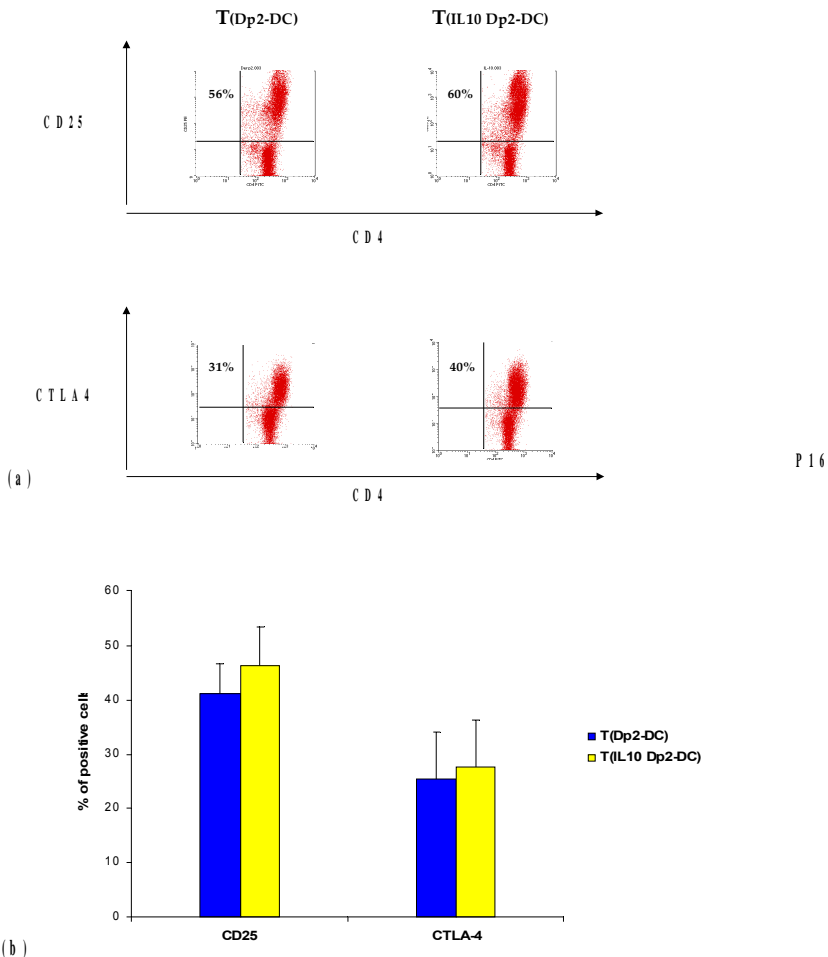 T(Dp2-DC) T(IL10 Dp2-DC)
56%
60%
CD25
CD4
31%
40%
CTLA4
CD4
(a)
P16
60
50
40
30
20
10
0
% of positive cells
CD25 CTLA-4
T(Dp2-DC)
T(IL10 Dp2-DC)
(b)